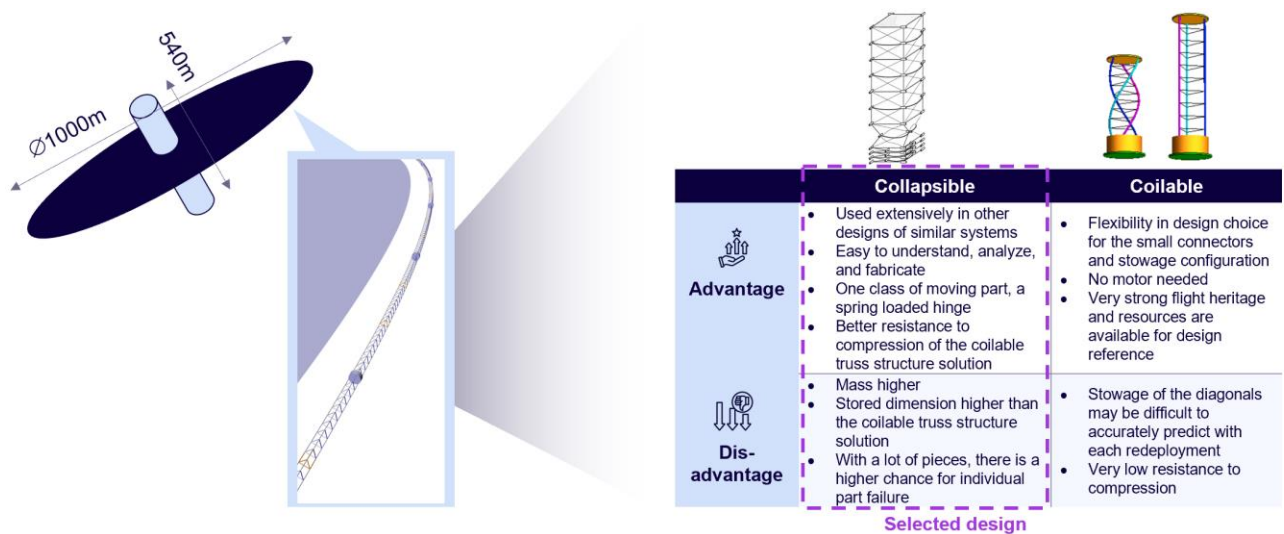 540m
∅1000m
Collapsible
Coilable
Advantage
• Used extensively in other
designs of similar systems
• Easy to understand, analyze,
and fabricate
• One class of moving part, a
spring loaded hinge
• Better resistance to
compression of the coilable
truss structure solution
• Flexibility in design choice
for the small connectors
and stowage configuration
• No motor needed
• Very strong flight heritage
and resources are
available for design
reference
Dis-
advantage
• Mass higher
• Stored dimension higher than
the coilable truss structure
solution
• With a lot of pieces, there is a
higher chance for individual
part failure
• Stowage of the diagonals
may be difficult to
accurately predict with
each redeployment
• Very low resistance to
compression
Selected design